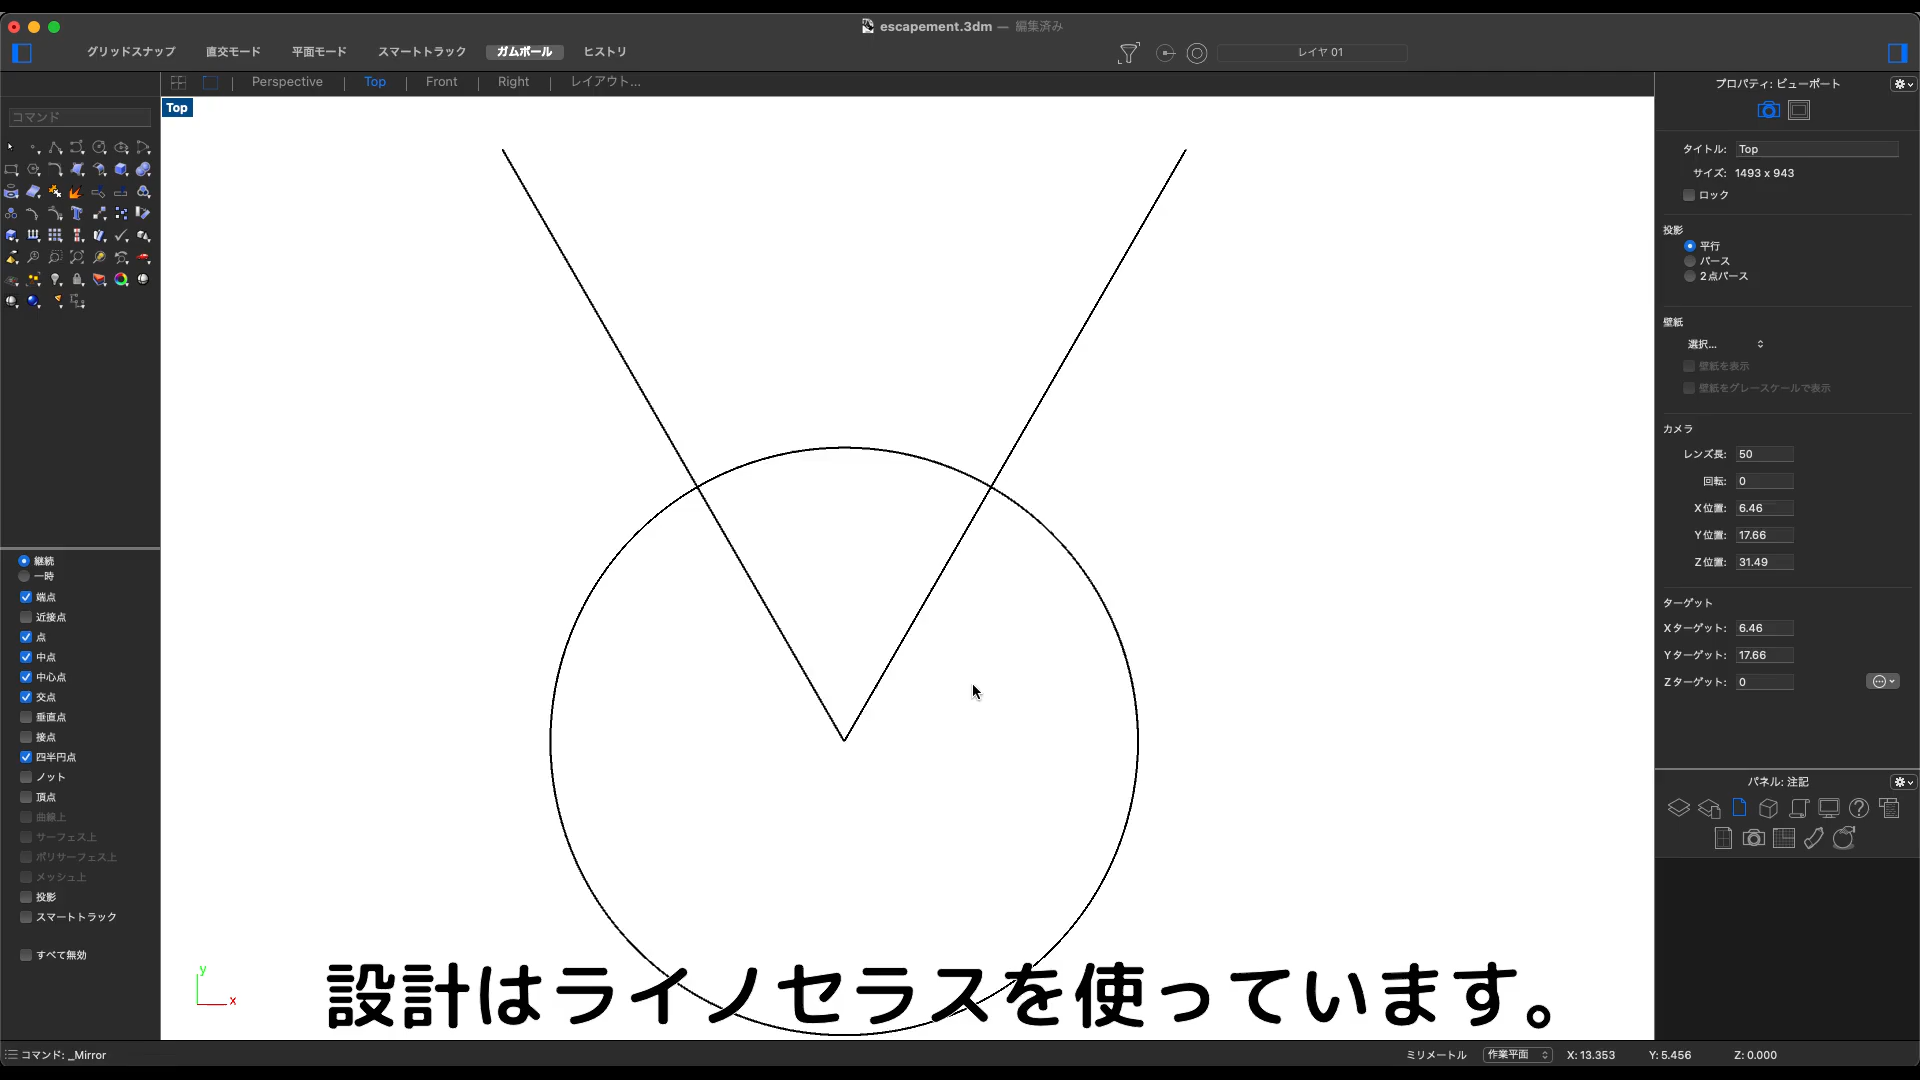 escapement.3dm — 編集済み
グリッドスナップ 直交モード 平面モード スマートトラック ガムボール ヒストリ レイヤ 01
Perspective Top Front Right レイアウト...
プロパティ: ビューポート
Top
コマンド
タイトル: Top
サイズ: 1493 x 943
ロック
投影
平行
パース
2点パース
壁紙
選択...
壁紙を表示
壁紙をグレースケールで表示
カメラ
レンズ長: 50
回転: 0
X位置: 6.46
Y位置: 17.66
Z位置: 31.49
ターゲット
Xターゲット: 6.46
Yターゲット: 17.66
Zターゲット: 0
パネル: 注記
継続
一時
端点
近接点
点
中点
中心点
交点
垂直点
接点
四半円点
ノット
頂点
曲線上
サーフェス上
ポリサーフェス上
メッシュ上
投影
スマートトラック
すべて無効
y
x
設計はライノセラスを使っています。
コマンド: _Mirror
ミリメートル 作業平面 X: 13.353 Y: 5.456 Z: 0.000